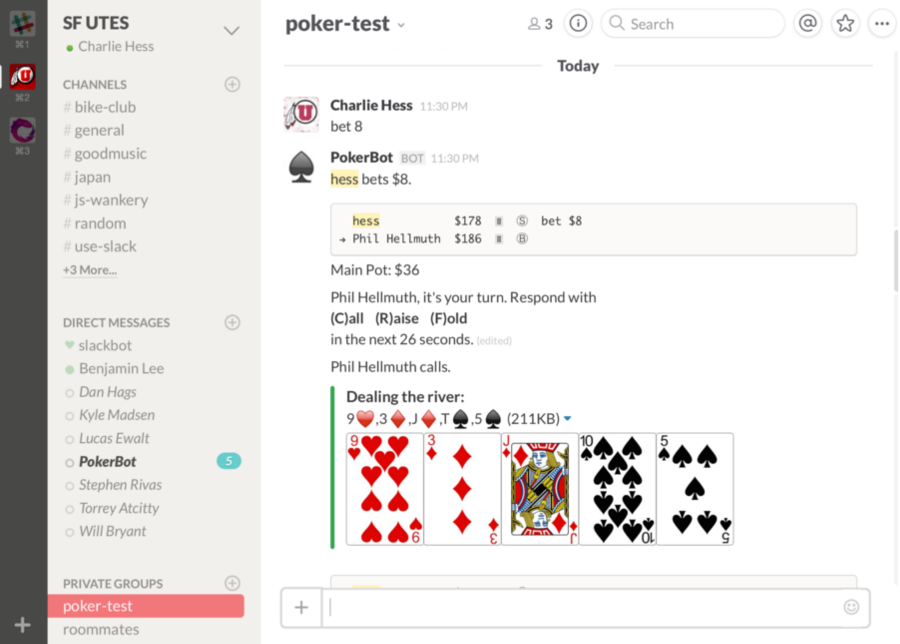 ⌘1
⌘2
⌘3
SF UTES
Charlie Hess
CHANNELS
# bike-club
# general
# goodmusic
# japan
# js-wankery
# random
# use-slack
+3 More...
DIRECT MESSAGES
slackbot
Benjamin Lee
Dan Hags
Kyle Madsen
Lucas Ewalt
PokerBot 5
Stephen Rivas
Torrey Atcitty
Will Bryant
PRIVATE GROUPS
poker-test
roommates
poker-test
3
Search
Today
Charlie Hess 11:30 PM
bet 8
PokerBot BOT 11:30 PM
hess bets $8.
hess $178 Ⓢ bet $8
→ Phil Hellmuth $186 Ⓑ
Main Pot: $36
Phil Hellmuth, it's your turn. Respond with
(C)all (R)aise (F)old
in the next 26 seconds. (edited)
Phil Hellmuth calls.
Dealing the river:
9♥,3♦,J♦,T♠,5♠ (211KB)
9 3 J 10 5
9 3 J 10 5